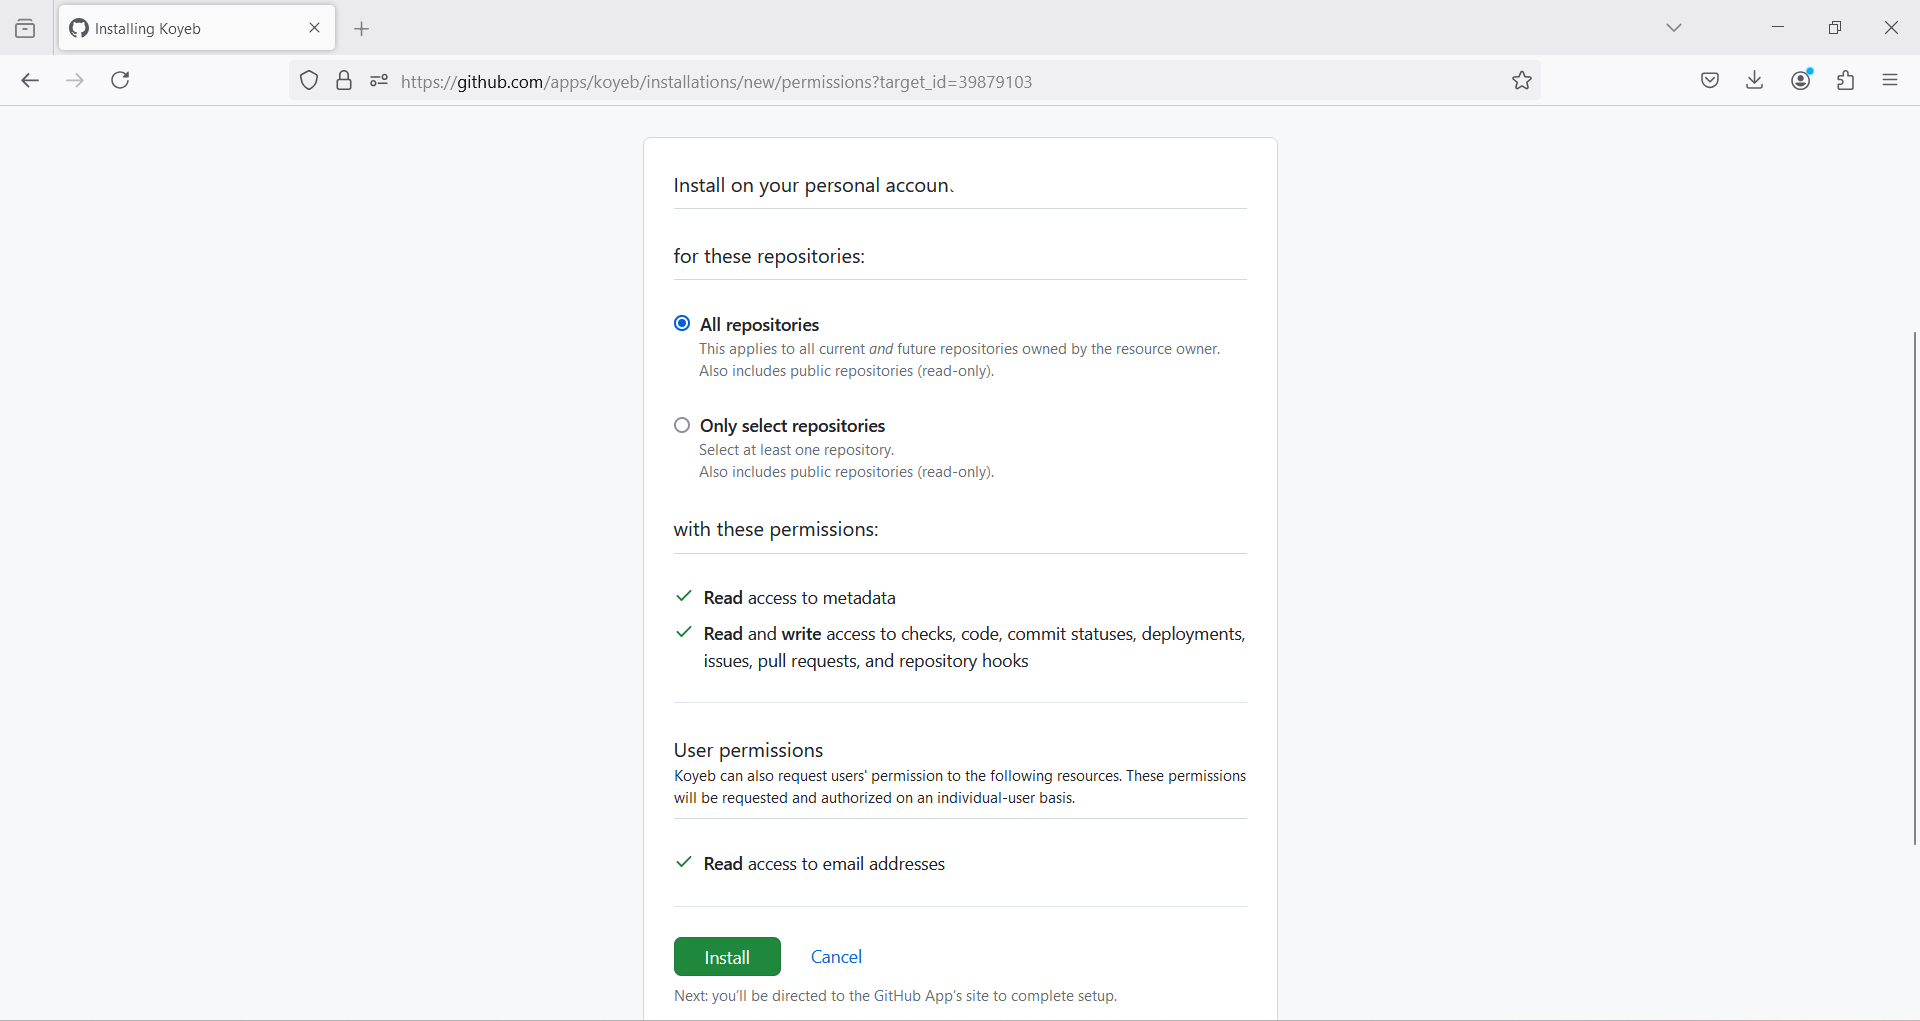 Installing Koyeb
https://github.com/apps/koyeb/installations/new/permissions?target_id=39879103
Install on your personal accoun
for these repositories:
All repositories
This applies to all current and future repositories owned by the resource owner.
Also includes public repositories (read-only).
Only select repositories
Select at least one repository.
Also includes public repositories (read-only).
with these permissions:
Read access to metadata
Read and write access to checks, code, commit statuses, deployments,
issues, pull requests, and repository hooks
User permissions
Koyeb can also request users' permission to the following resources. These permissions
will be requested and authorized on an individual-user basis.
Read access to email addresses
Install Cancel
Next: you'll be directed to the GitHub App's site to complete setup.